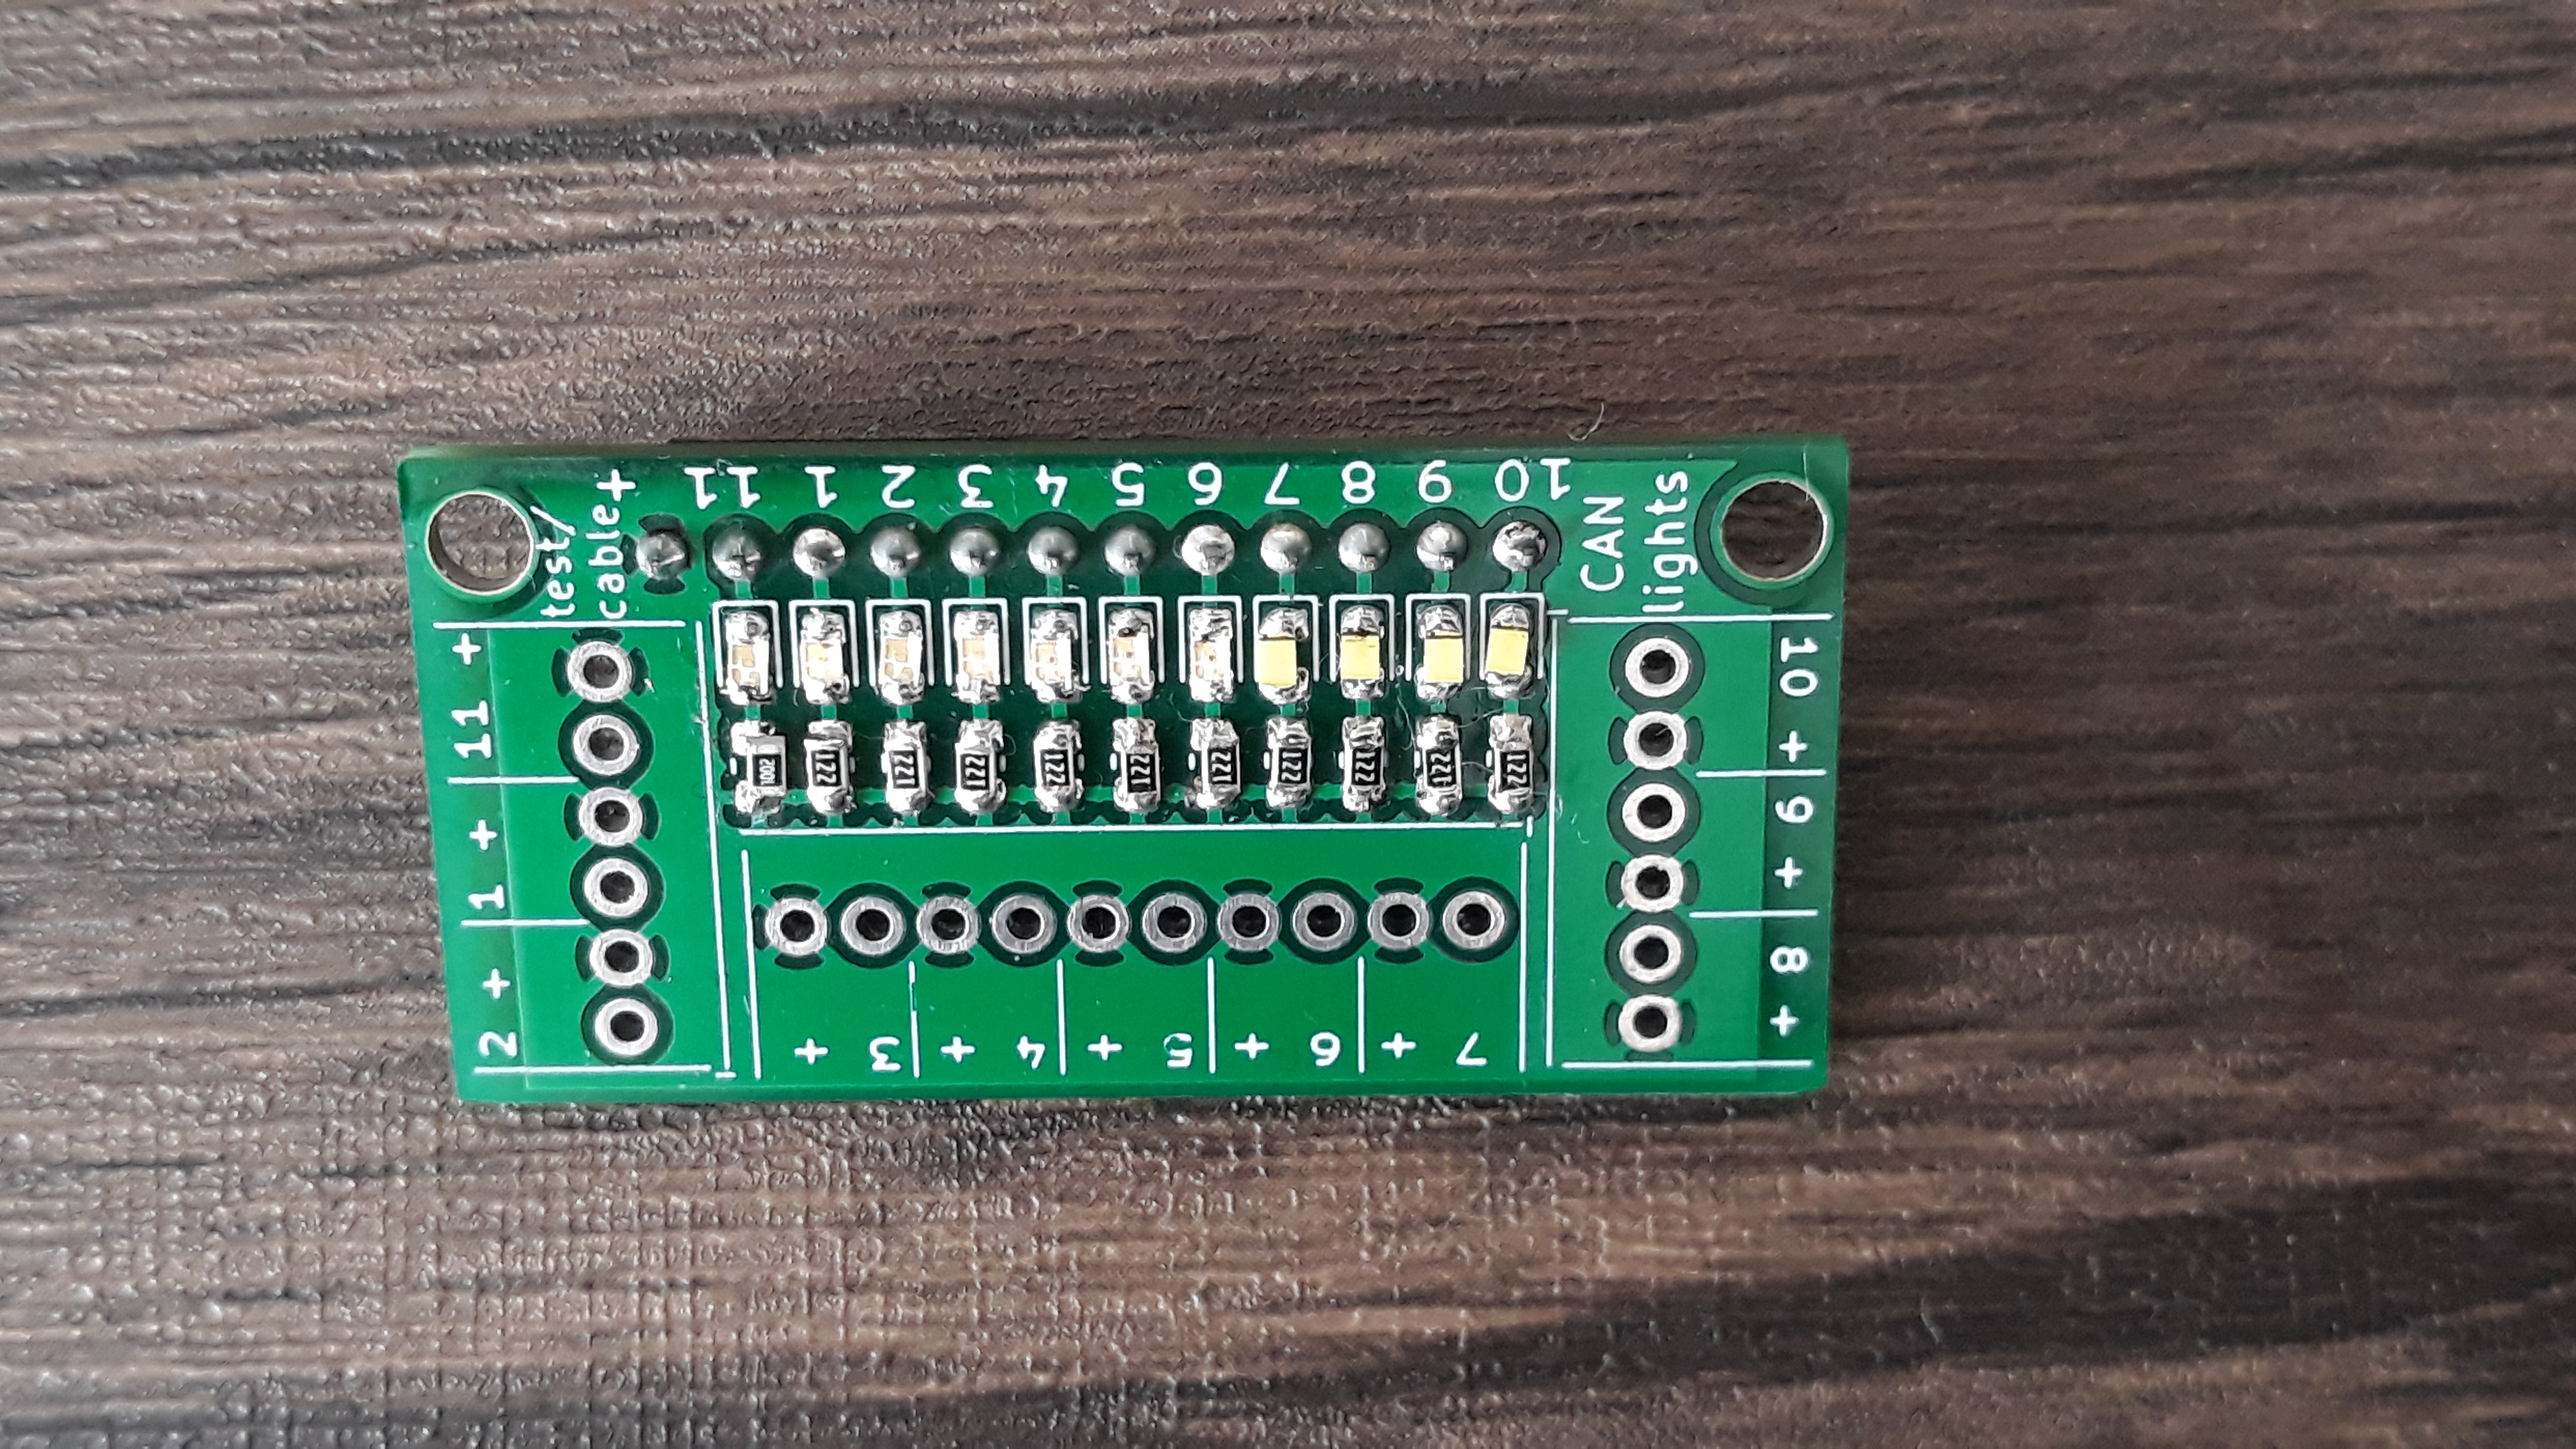 2 + 1 + 11 +
test/
cable +
3 +
4 +
5 +
6 +
7 +
1002 11
122 1
122 2
122 3
122 4
122 5
122 6
122 7
122 8
122 9
122 10
CAN
lights
10 + 9 + 8 +